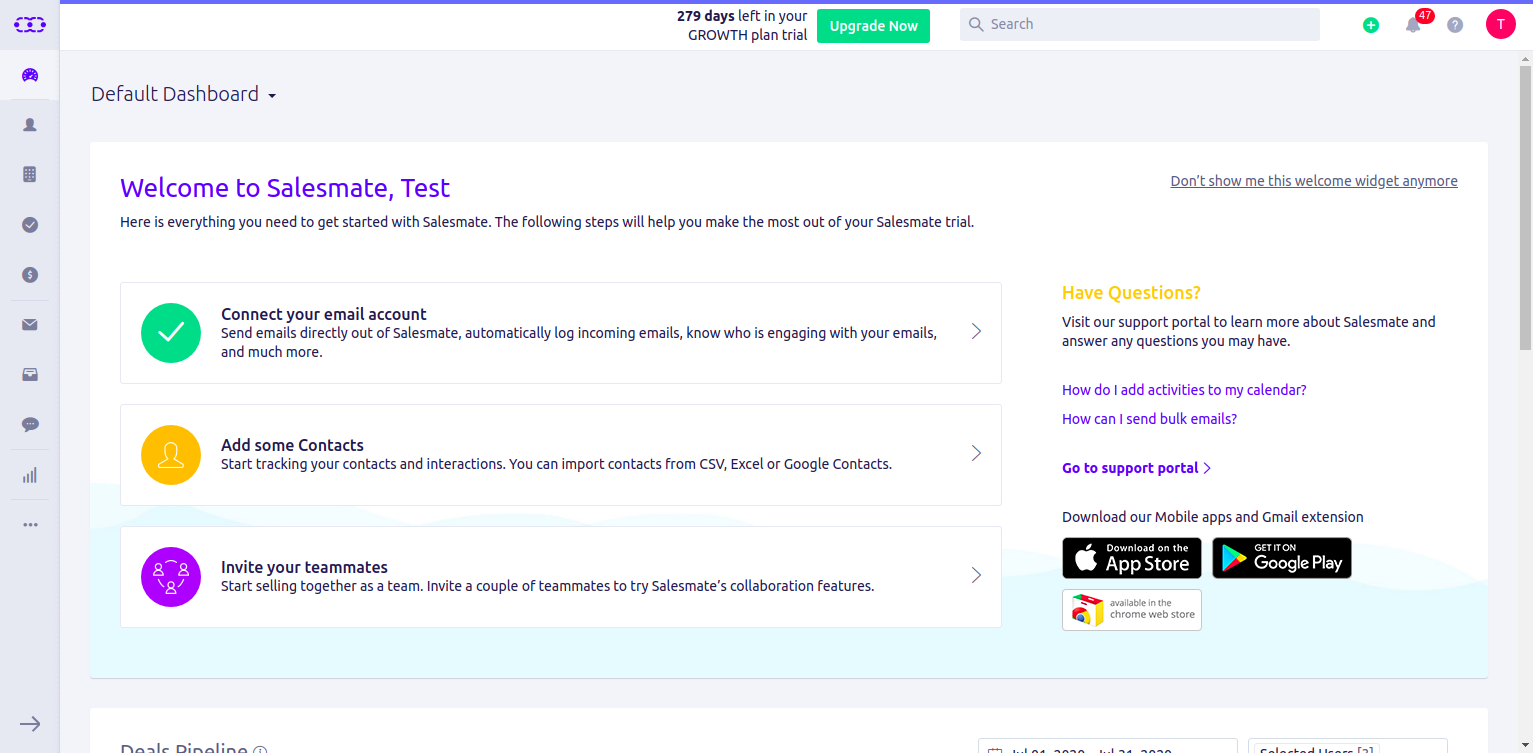 279 days left in your
GROWTH plan trial
Upgrade Now
Search
47
?
T
Default Dashboard
Welcome to Salesmate, Test
Don't show me this welcome widget anymore
Here is everything you need to get started with Salesmate. The following steps will help you make the most out of your Salesmate trial.
Connect your email account
Send emails directly out of Salesmate, automatically log incoming emails, know who is engaging with your emails,
and much more.
Add some Contacts
Start tracking your contacts and interactions. You can import contacts from CSV, Excel or Google Contacts.
Invite your teammates
Start selling together as a team. Invite a couple of teammates to try Salesmate's collaboration features.
Have Questions?
Visit our support portal to learn more about Salesmate and
answer any questions you may have.
How do I add activities to my calendar?
How can I send bulk emails?
Go to support portal
Download our Mobile apps and Gmail extension
Download on the
App Store
GET IT ON
Google Play
available in the
chrome web store
Deals Pipeline
Jul 01, 2020 - Jul 31, 2020
Selected Users [2]